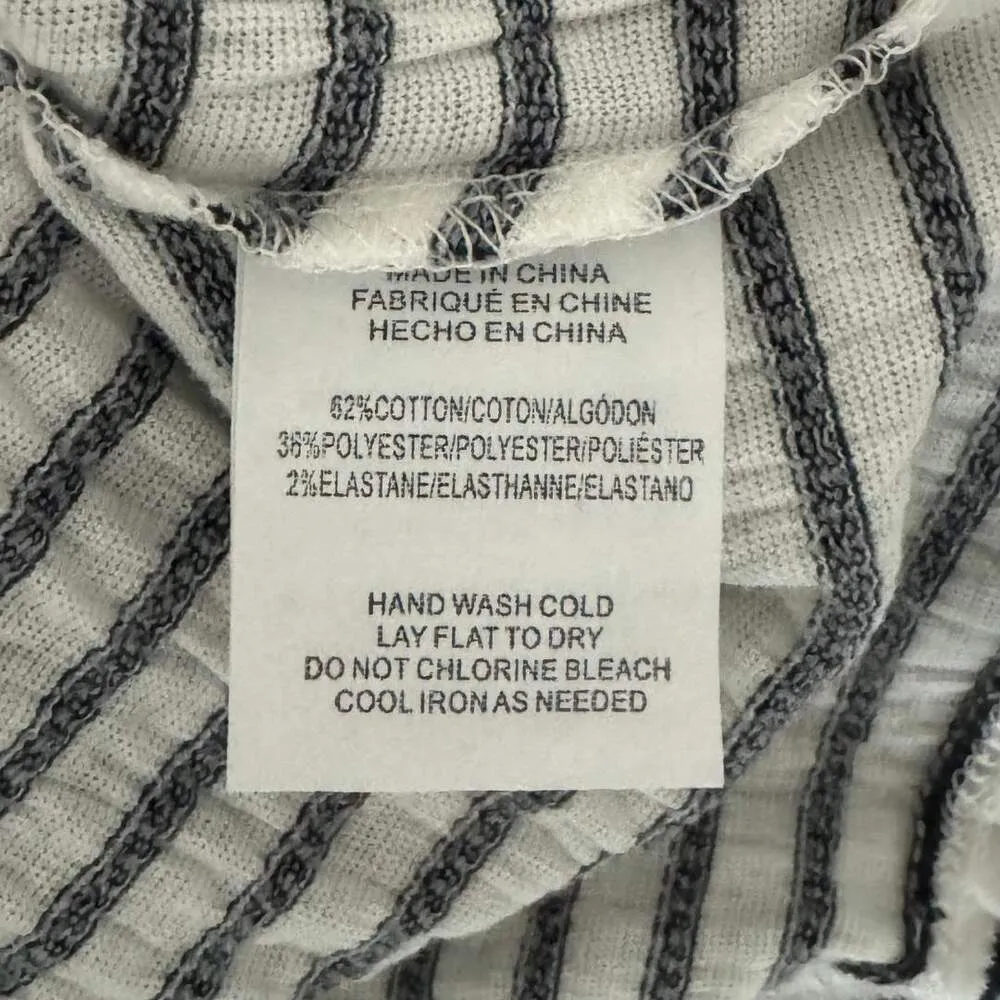 MADE IN CHINA
FABRIQUÉ EN CHINE
HECHO EN CHINA
62%COTTON/COTON/ALGÓDON
36%POLYESTER/POLYESTER/POLIÉSTER
2%ELASTANE/ELASTHANNE/ELASTANO
HAND WASH COLD
LAY FLAT TO DRY
DO NOT CHLORINE BLEACH
COOL IRON AS NEEDED